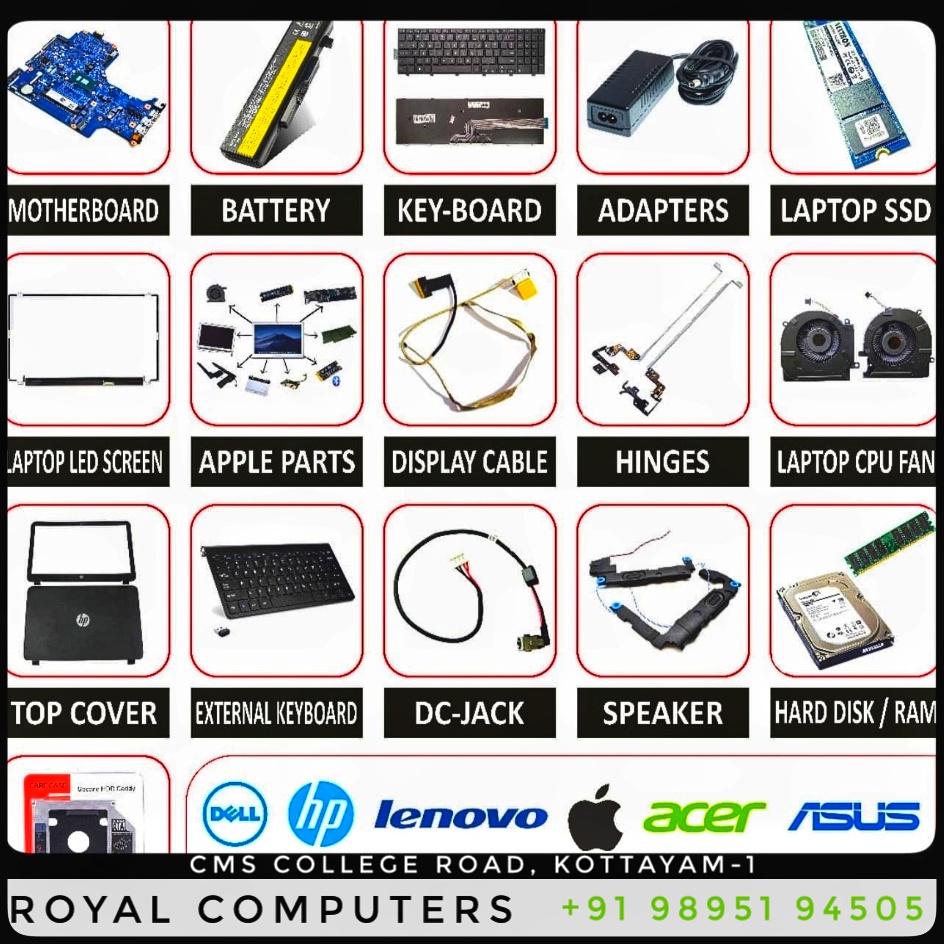 MOTHERBOARD
BATTERY
KEY-BOARD
ADAPTERS
LAPTOP SSD
LAPTOP LED SCREEN
APPLE PARTS
DISPLAY CABLE
HINGES
LAPTOP CPU FAN
TOP COVER
EXTERNAL KEYBOARD
DC-JACK
SPEAKER
HARD DISK / RAM
Second HDD Caddy
DELL
hp
lenovo
acer
ASUS
CMS COLLEGE ROAD, KOTTAYAM-1
ROYAL COMPUTERS
+91 98951 94505